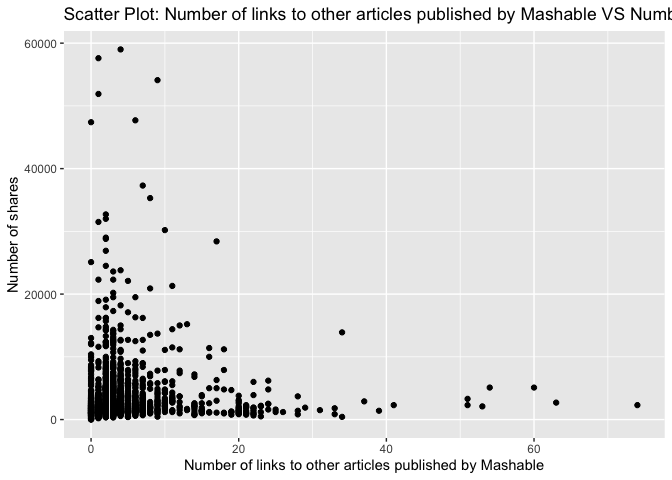 Scatter Plot: Number of links to other articles published by Mashable VS Numb
60000
40000
20000
0
Number of shares
0 20 40 60
Number of links to other articles published by Mashable